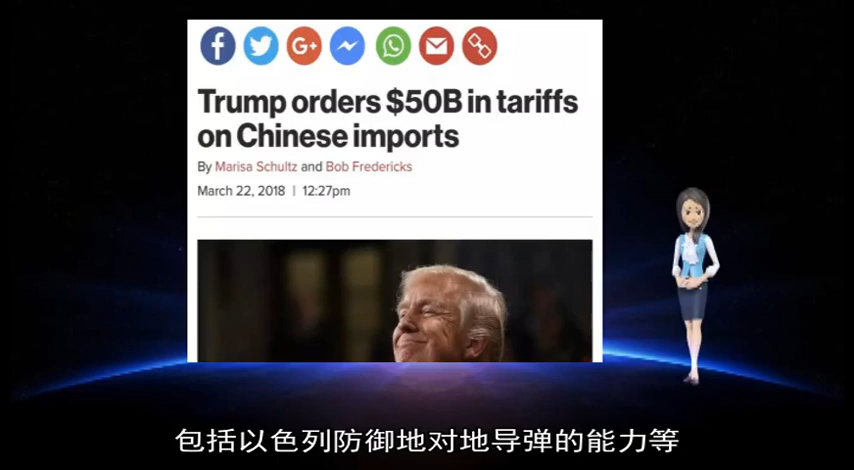 Trump orders $50B in tariffs
on Chinese imports
By Marisa Schultz and Bob Fredericks
March 22, 2018 | 12:27pm
包括以色列防御地对地导弹的能力等